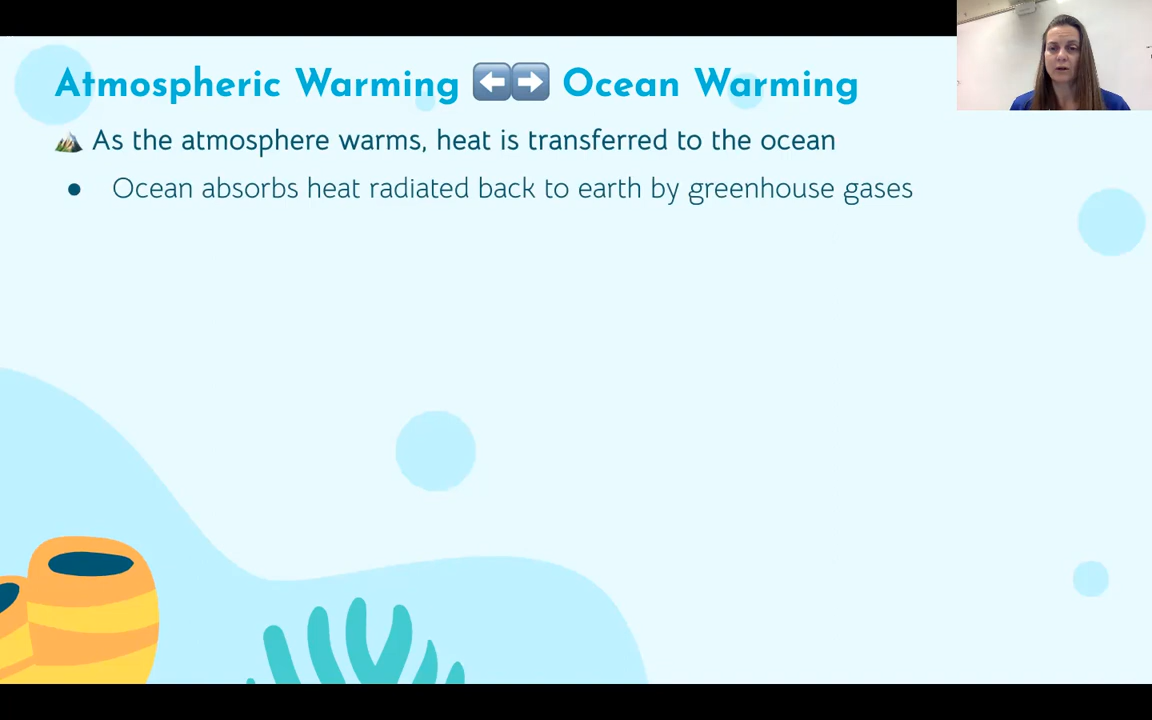 Atmospheric Warming ⬅️➡️ Ocean Warming
⛰️ As the atmosphere warms, heat is transferred to the ocean
● Ocean absorbs heat radiated back to earth by greenhouse gases